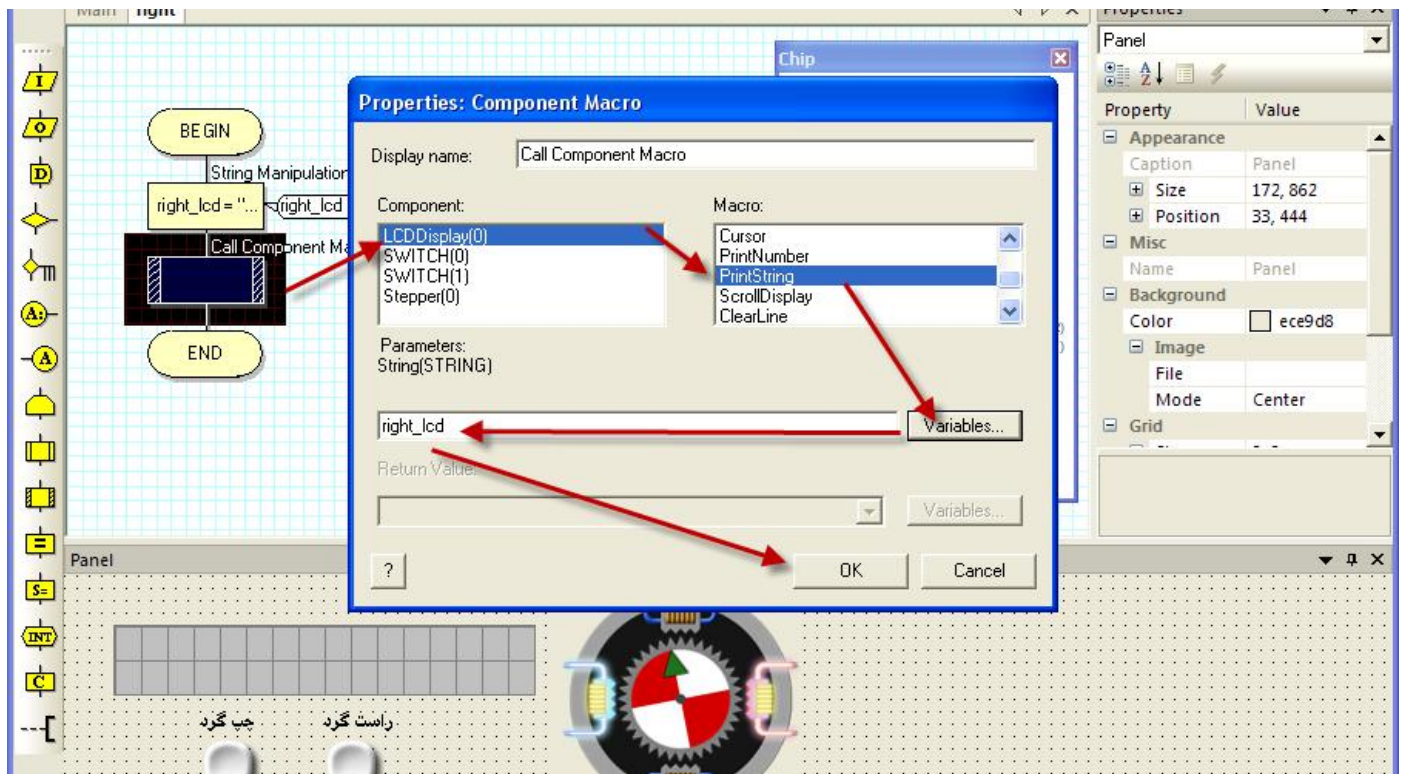 Main right
Properties
Panel
Property Value
Appearance
Caption Panel
Size 172, 862
Position 33, 444
Misc
Name Panel
Background
Color ece9d8
Image
File
Mode Center
Grid
I
O
D
A:
A
=
S=
INT
C
BEGIN
String Manipulation
right_lcd = "...
right_lcd
Call Component Ma
END
Chip
Properties: Component Macro
Display name: Call Component Macro
Component:
LCDDisplay(0)
SWITCH(0)
SWITCH(1)
Stepper(0)
Macro:
Cursor
PrintNumber
PrintString
ScrollDisplay
ClearLine
Parameters:
String(STRING)
right_lcd
Variables...
Return Value:
Variables...
?
OK
Cancel
Panel
چپ گرد
راست گرد